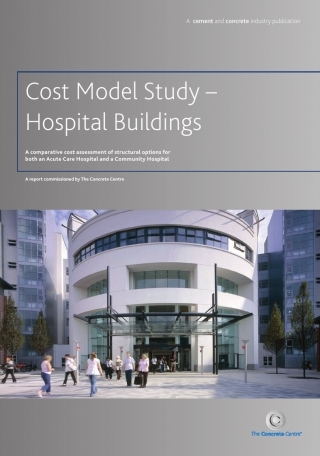 A cement and concrete industry publication
Cost Model Study –
Hospital Buildings
A comparative cost assessment of structural options for
both an Acute Care Hospital and a Community Hospital
A report commissioned by The Concrete Centre
The Concrete Centre®